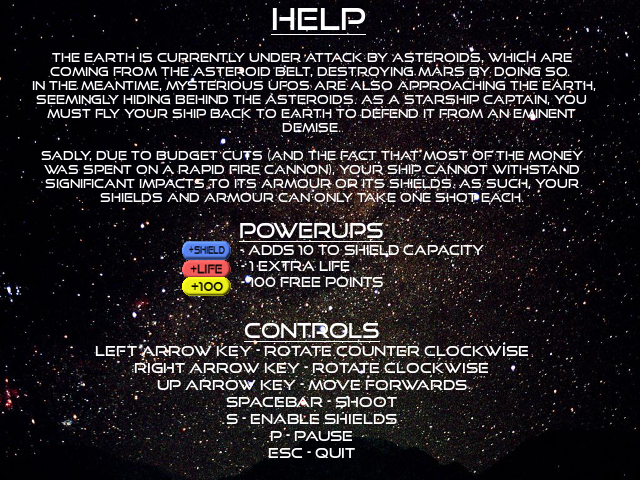 HELP
THE EARTH IS CURRENTLY UNDER ATTACK BY ASTEROIDS, WHICH ARE
COMING FROM THE ASTEROID BELT, DESTROYING MARS BY DOING SO.
IN THE MEANTIME, MYSTERIOUS UFOS ARE ALSO APPROACHING THE EARTH,
SEEMINGLY HIDING BEHIND THE ASTEROIDS. AS A STARSHIP CAPTAIN, YOU
MUST FLY YOUR SHIP BACK TO EARTH TO DEFEND IT FROM AN EMINENT
DEMISE.
SADLY, DUE TO BUDGET CUTS (AND THE FACT THAT MOST OF THE MONEY
WAS SPENT ON A RAPID FIRE CANNON), YOUR SHIP CANNOT WITHSTAND
SIGNIFICANT IMPACTS TO ITS ARMOUR OR ITS SHIELDS. AS SUCH, YOUR
SHIELDS AND ARMOUR CAN ONLY TAKE ONE SHOT EACH.
POWERUPS
+SHIELD - ADDS 10 TO SHIELD CAPACITY
+LIFE - 1 EXTRA LIFE
+100 - 100 FREE POINTS
CONTROLS
LEFT ARROW KEY - ROTATE COUNTER CLOCKWISE
RIGHT ARROW KEY - ROTATE CLOCKWISE
UP ARROW KEY - MOVE FORWARDS
SPACEBAR - SHOOT
S - ENABLE SHIELDS
P - PAUSE
ESC - QUIT